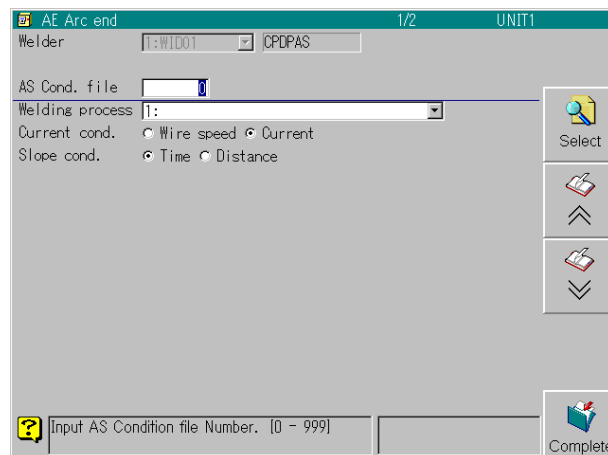 AE Arc end 1/2 UNIT1
Welder 1:WID01 CPDPAS
AS Cond. file 0
Welding process 1:
Current cond. Wire speed Current
Slope cond. Time Distance
Select
Input AS Condition file Number. [0 - 999]
Complete